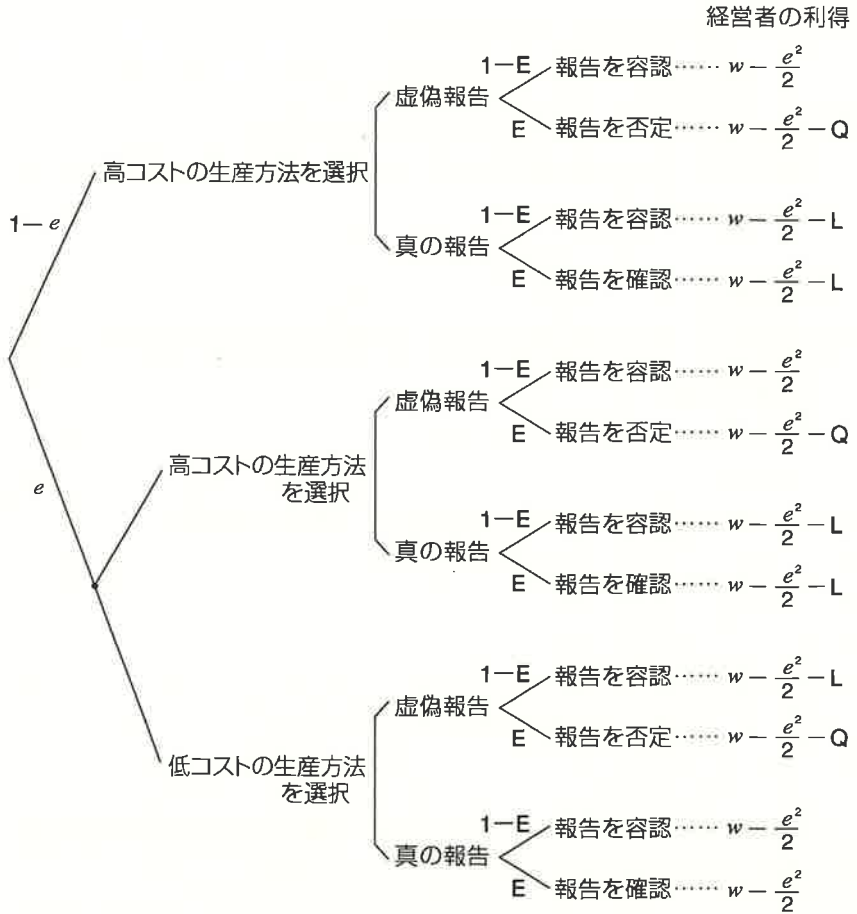 経営者の利得
1-E 報告を容認…… w - e²/2
虚偽報告
E 報告を否定…… w - e²/2 - Q
高コストの生産方法を選択
1-E 報告を容認…… w - e²/2 - L
1-e
真の報告
E 報告を確認…… w - e²/2 - L
1-E 報告を容認…… w - e²/2
虚偽報告
E 報告を否定…… w - e²/2 - Q
高コストの生産方法
を選択
e
1-E 報告を容認…… w - e²/2 - L
真の報告
E 報告を確認…… w - e²/2 - L
1-E 報告を容認…… w - e²/2 - L
虚偽報告
E 報告を否定…… w - e²/2 - Q
低コストの生産方法
を選択
1-E 報告を容認…… w - e²/2
真の報告
E 報告を確認…… w - e²/2